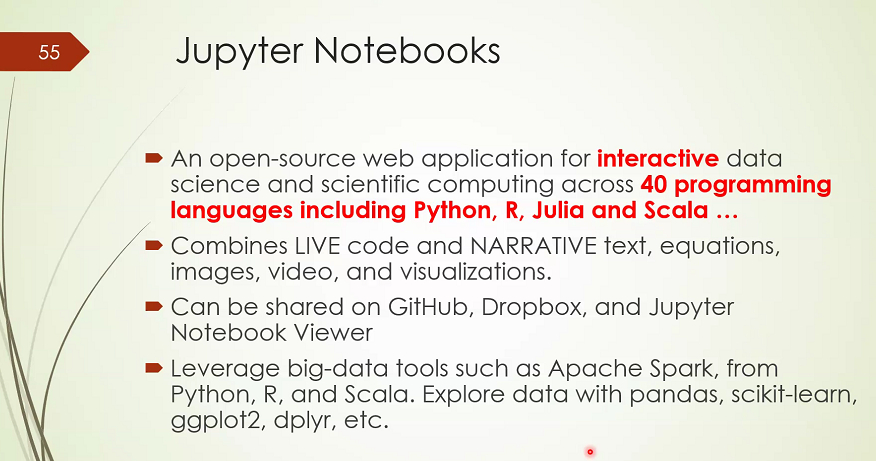 55
Jupyter Notebooks
An open-source web application for interactive data
science and scientific computing across 40 programming
languages including Python, R, Julia and Scala …
Combines LIVE code and NARRATIVE text, equations,
images, video, and visualizations.
Can be shared on GitHub, Dropbox, and Jupyter
Notebook Viewer
Leverage big-data tools such as Apache Spark, from
Python, R, and Scala. Explore data with pandas, scikit-learn,
ggplot2, dplyr, etc.